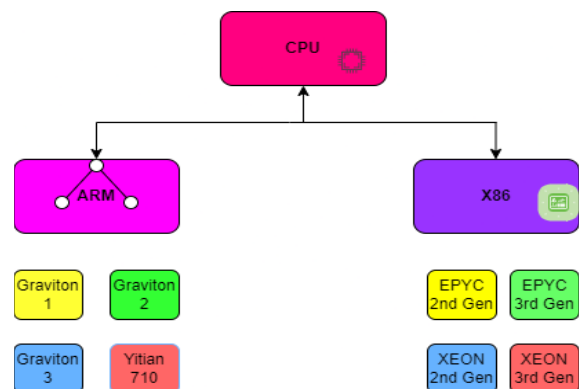 CPU
ARM
X86
Graviton
1
Graviton
2
EPYC
2nd Gen
EPYC
3rd Gen
Graviton
3
Yitian
710
XEON
2nd Gen
XEON
3rd Gen